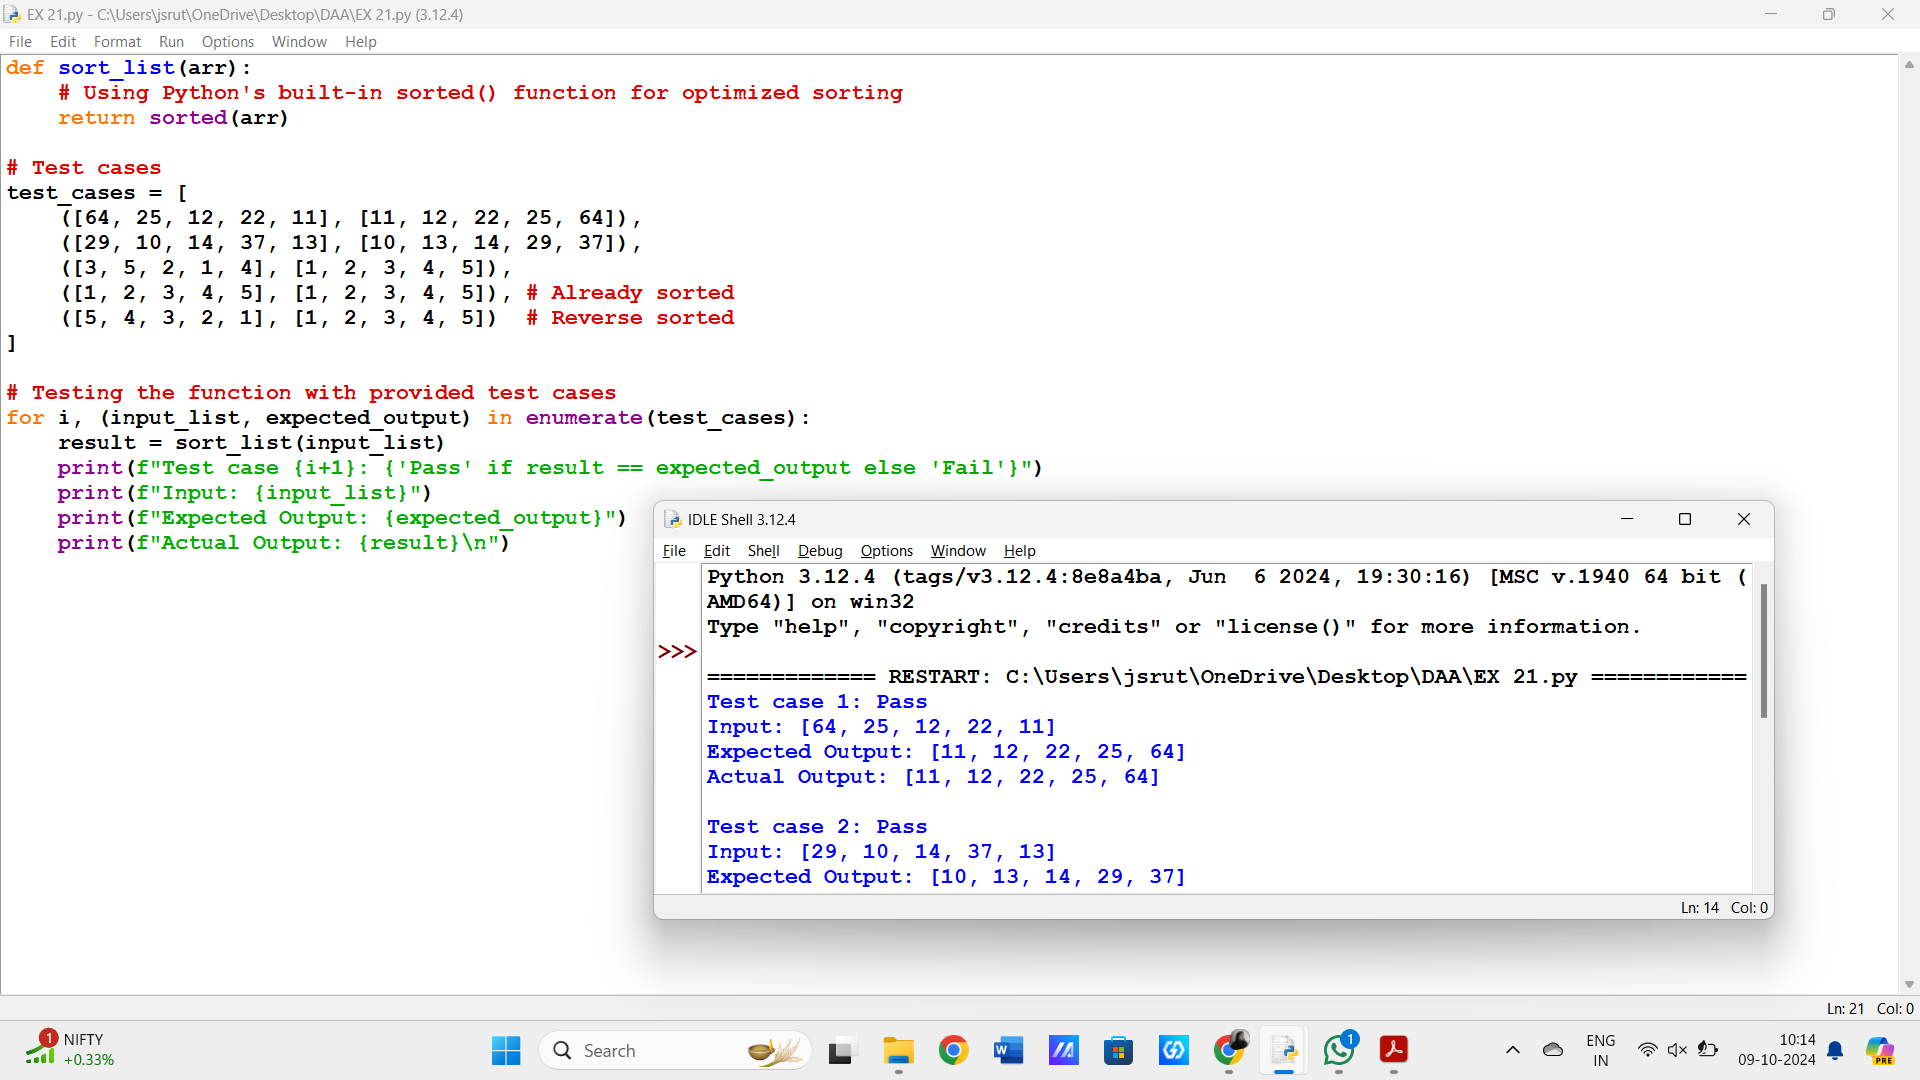 EX 21.py - C:\Users\jsrut\OneDrive\Desktop\DAA\EX 21.py (3.12.4)
File Edit Format Run Options Window Help
def sort_list(arr):
    # Using Python's built-in sorted() function for optimized sorting
    return sorted(arr)

# Test cases
test_cases = [
    ([64, 25, 12, 22, 11], [11, 12, 22, 25, 64]),
    ([29, 10, 14, 37, 13], [10, 13, 14, 29, 37]),
    ([3, 5, 2, 1, 4], [1, 2, 3, 4, 5]),
    ([1, 2, 3, 4, 5], [1, 2, 3, 4, 5]), # Already sorted
    ([5, 4, 3, 2, 1], [1, 2, 3, 4, 5])  # Reverse sorted
]

# Testing the function with provided test cases
for i, (input_list, expected_output) in enumerate(test_cases):
    result = sort_list(input_list)
    print(f"Test case {i+1}: {'Pass' if result == expected_output else 'Fail'}")
    print(f"Input: {input_list}")
    print(f"Expected Output: {expected_output}")
    print(f"Actual Output: {result}\n")
IDLE Shell 3.12.4
File Edit Shell Debug Options Window Help
Python 3.12.4 (tags/v3.12.4:8e8a4ba, Jun  6 2024, 19:30:16) [MSC v.1940 64 bit (
AMD64)] on win32
Type "help", "copyright", "credits" or "license()" for more information.
>>>
============= RESTART: C:\Users\jsrut\OneDrive\Desktop\DAA\EX 21.py ============
Test case 1: Pass
Input: [64, 25, 12, 22, 11]
Expected Output: [11, 12, 22, 25, 64]
Actual Output: [11, 12, 22, 25, 64]

Test case 2: Pass
Input: [29, 10, 14, 37, 13]
Expected Output: [10, 13, 14, 29, 37]
Ln: 14 Col: 0
Ln: 21 Col: 0
1
NIFTY
+0.33%
Search
W
1
PRE
ENG
IN
10:14
09-10-2024